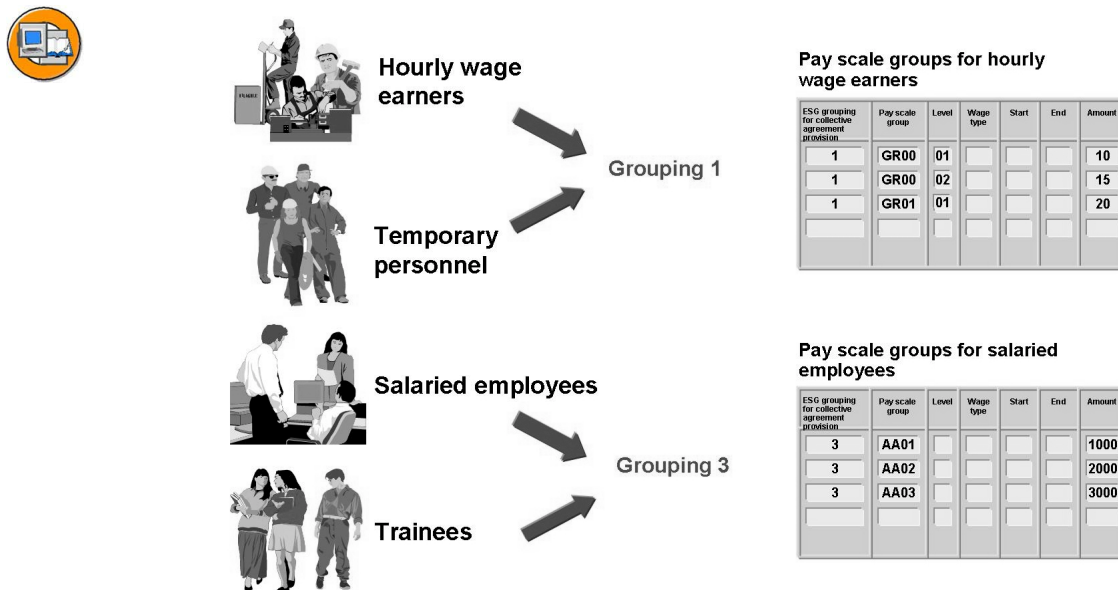 Hourly wage
earners
Temporary
personnel
Grouping 1
Salaried employees
Trainees
Grouping 3
Pay scale groups for hourly
wage earners
ESG grouping
for collective
agreement
provision
Pay scale
group
Level
Wage
type
Start
End
Amount
1 GR00 01 10
1 GR00 02 15
1 GR01 01 20
Pay scale groups for salaried
employees
ESG grouping
for collective
agreement
provision
Pay scale
group
Level
Wage
type
Start
End
Amount
3 AA01 1000
3 AA02 2000
3 AA03 3000